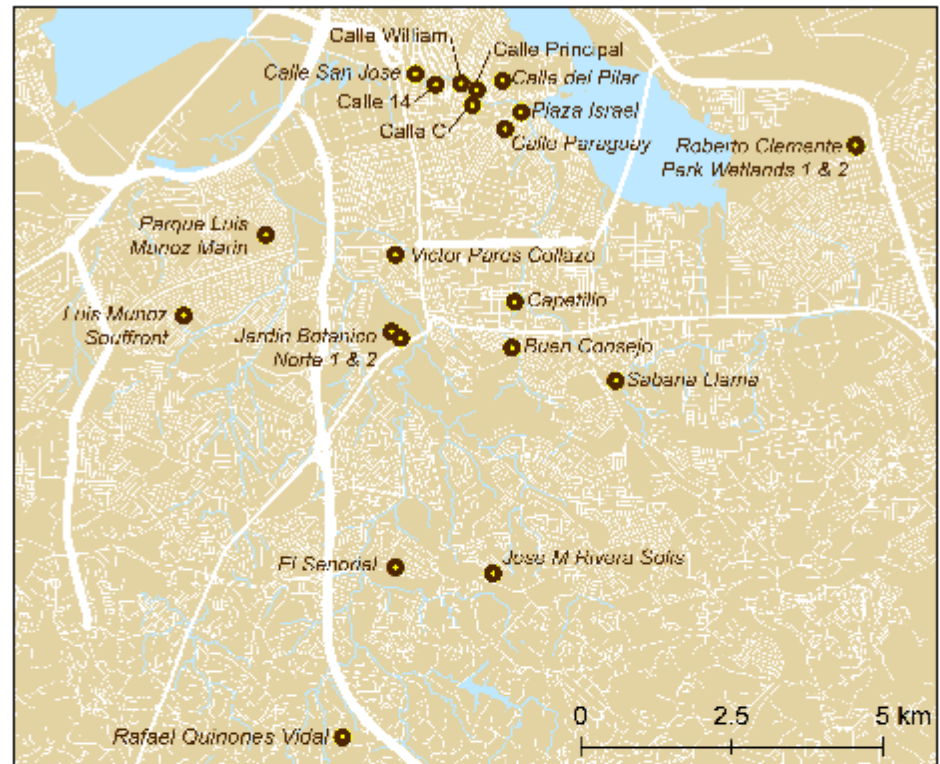 Calle William
Calle Principal
Calle San Jose
Calle del Pilar
Calle 14
Plaza Israel
Calle C
Calle Paraguay
Roberto Clemente
Park Wetlands 1 & 2
Parque Luis
Munoz Marin
Victor Pares Collazo
Capetillo
Luis Munoz
Souffront
Jardin Botanico
Norte 1 & 2
Buen Consejo
Sabana Llama
El Senorial
Jose M Rivera Solis
Rafael Quinones Vidal
0
2.5
5 km